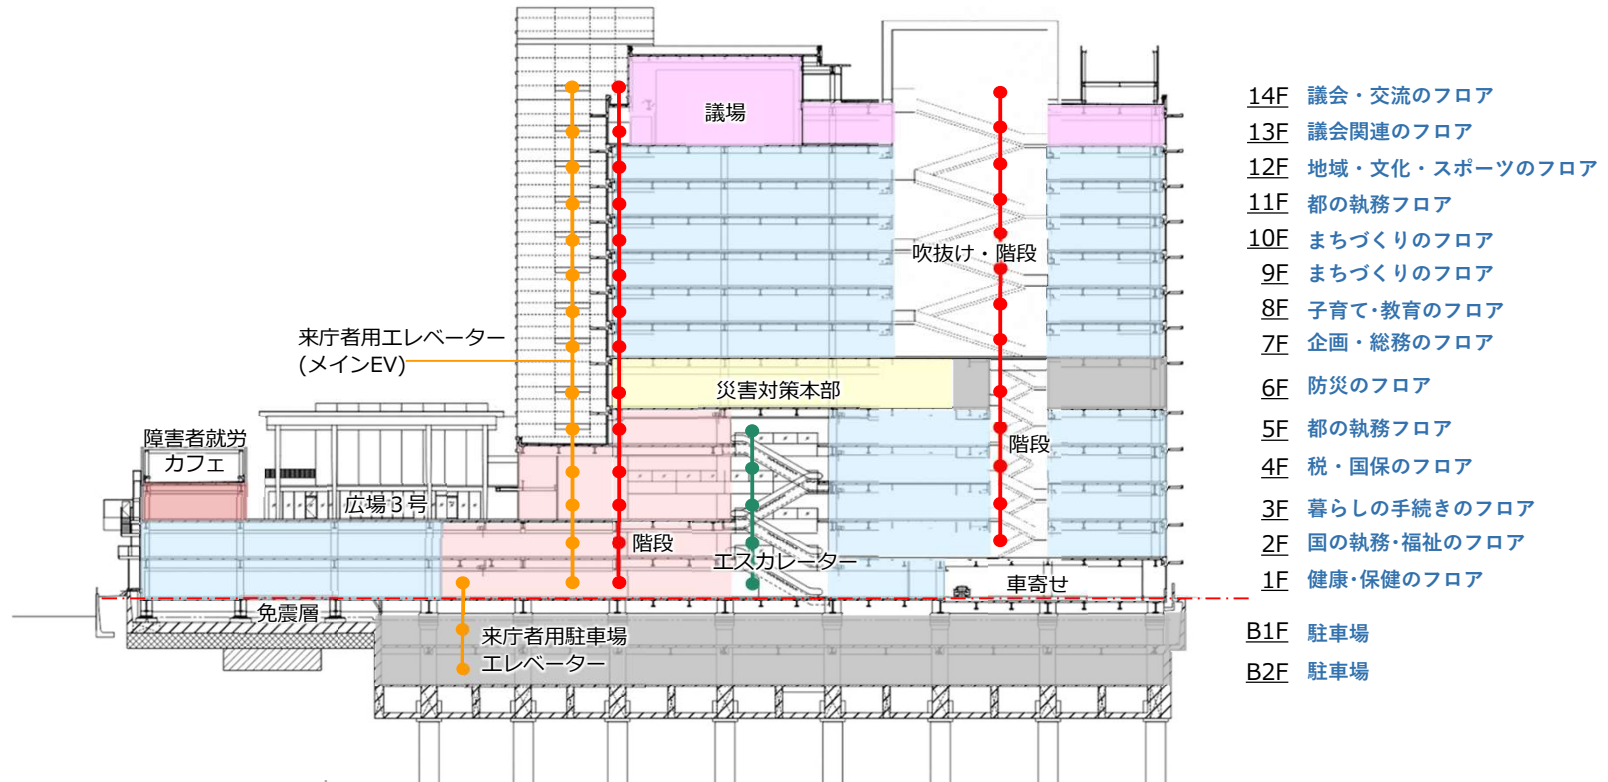 議場
吹抜け・階段
来庁者用エレベーター
(メインEV)
災害対策本部
障害者就労
カフェ
階段
広場３号
階段
エスカレーター
車寄せ
免震層
来庁者用駐車場
エレベーター
14F 議会・交流のフロア
13F 議会関連のフロア
12F 地域・文化・スポーツのフロア
11F 都の執務フロア
10F まちづくりのフロア
9F まちづくりのフロア
8F 子育て･教育のフロア
7F 企画・総務のフロア
6F 防災のフロア
5F 都の執務フロア
4F 税・国保のフロア
3F 暮らしの手続きのフロア
2F 国の執務･福祉のフロア
1F 健康･保健のフロア
B1F 駐車場
B2F 駐車場